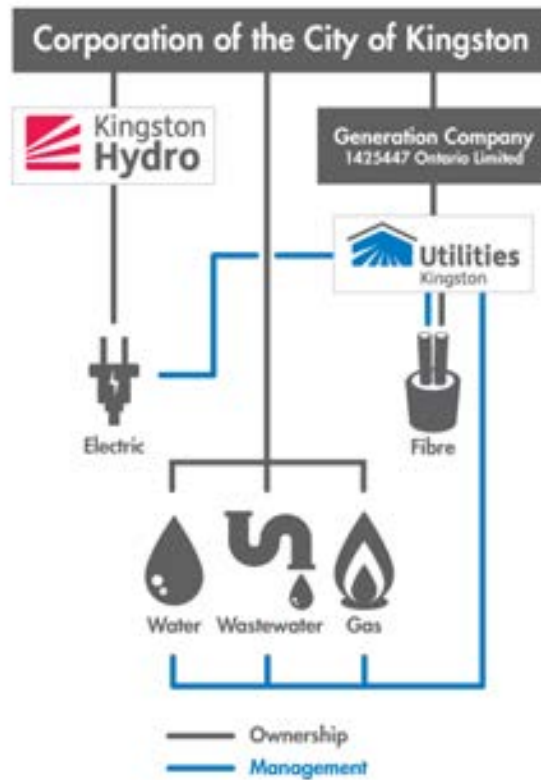 Corporation of the City of Kingston
Kingston
Hydro
Generation Company
1425447 Ontario Limited
Utilities
Kingston
Electric
Fibre
Water Wastewater Gas
Ownership
Management